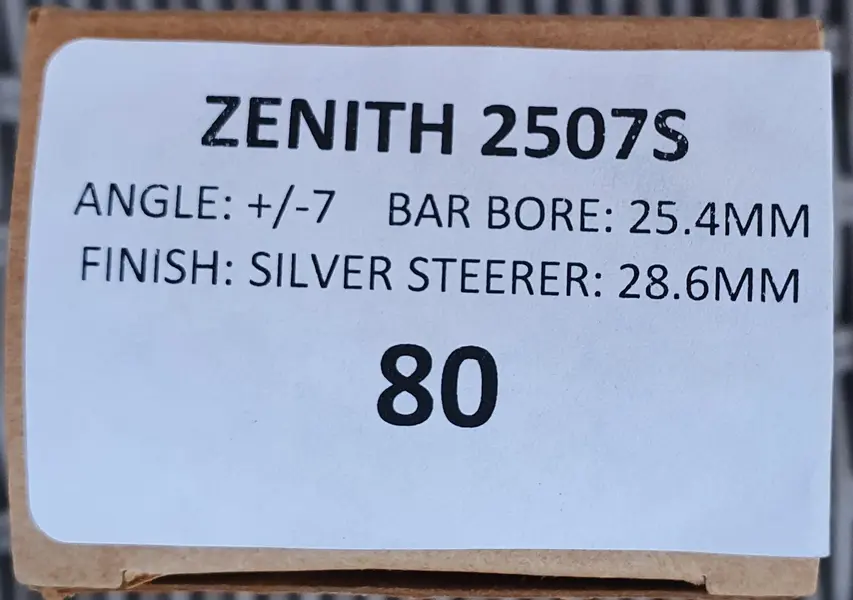 ZENITH 2507S
ANGLE: +/-7 BAR BORE: 25.4MM
FINISH: SILVER STEERER: 28.6MM
80